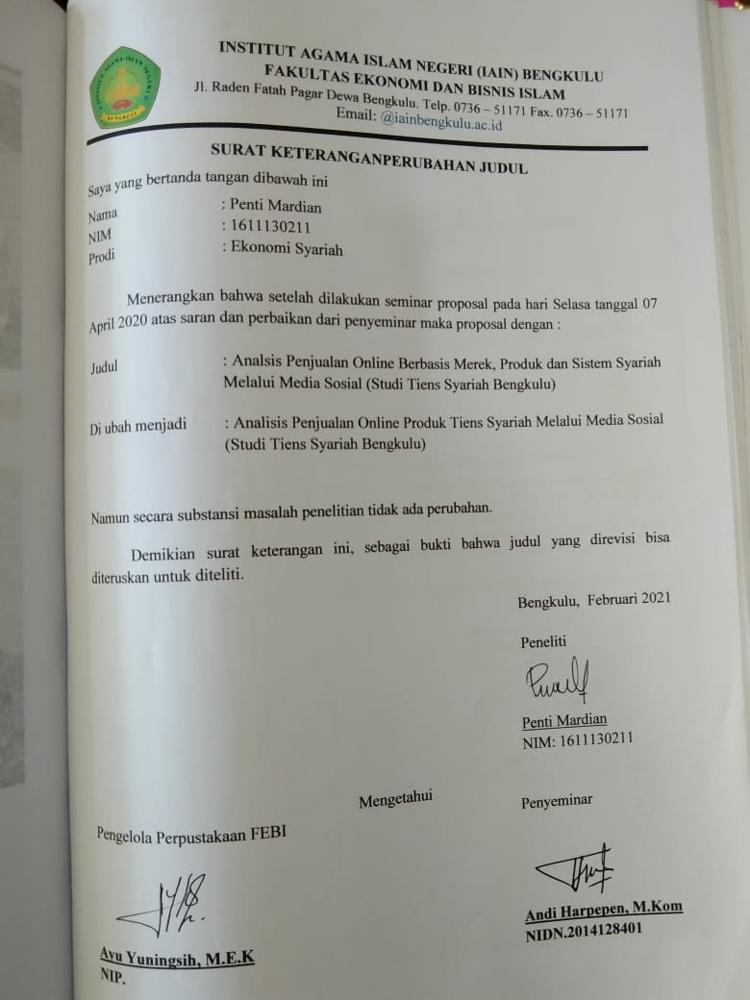 INSTITUT AGAMA ISLAM NEGERI (IAIN) BENGKULU
FAKULTAS EKONOMI DAN BISNIS ISLAM
Jl. Raden Fatah Pagar Dewa Bengkulu. Telp. 0736 – 51171 Fax. 0736 – 51171
Email: @iainbengkulu.ac.id
INSTITUT AGAMA ISLAM NEGERI
BENGKULU
SURAT KETERANGANPERUBAHAN JUDUL
Saya yang bertanda tangan dibawah ini
Nama : Penti Mardian
NIM : 1611130211
Prodi : Ekonomi Syariah
Menerangkan bahwa setelah dilakukan seminar proposal pada hari Selasa tanggal 07
April 2020 atas saran dan perbaikan dari penyeminar maka proposal dengan :
Judul : Analsis Penjualan Online Berbasis Merek, Produk dan Sistem Syariah
Melalui Media Sosial (Studi Tiens Syariah Bengkulu)
Di ubah menjadi : Analisis Penjualan Online Produk Tiens Syariah Melalui Media Sosial
(Studi Tiens Syariah Bengkulu)
Namun secara substansi masalah penelitian tidak ada perubahan.
Demikian surat keterangan ini, sebagai bukti bahwa judul yang direvisi bisa
diteruskan untuk diteliti.
Bengkulu, Februari 2021
Peneliti
Penti Mardian
NIM: 1611130211
Mengetahui
Pengelola Perpustakaan FEBI
Penyeminar
Ayu Yuningsih, M.E.K
NIP.
Andi Harpepen, M.Kom
NIDN.2014128401